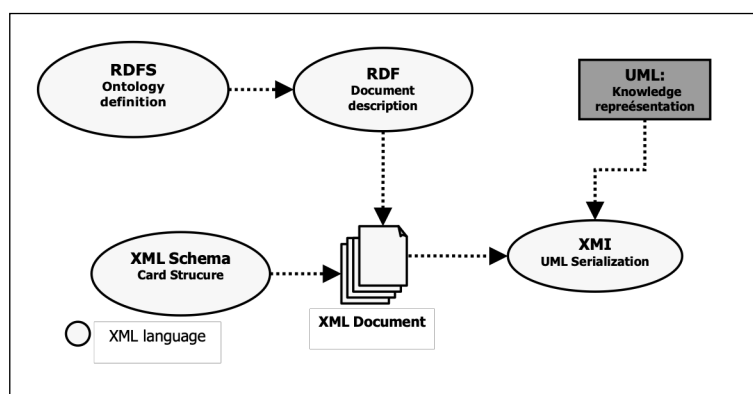 RDFS
Ontology
definition
RDF
Document
description
UML:
Knowledge
repreésentation
XML Schema
Card Strucure
XML Document
XMI
UML Serialization
XML language